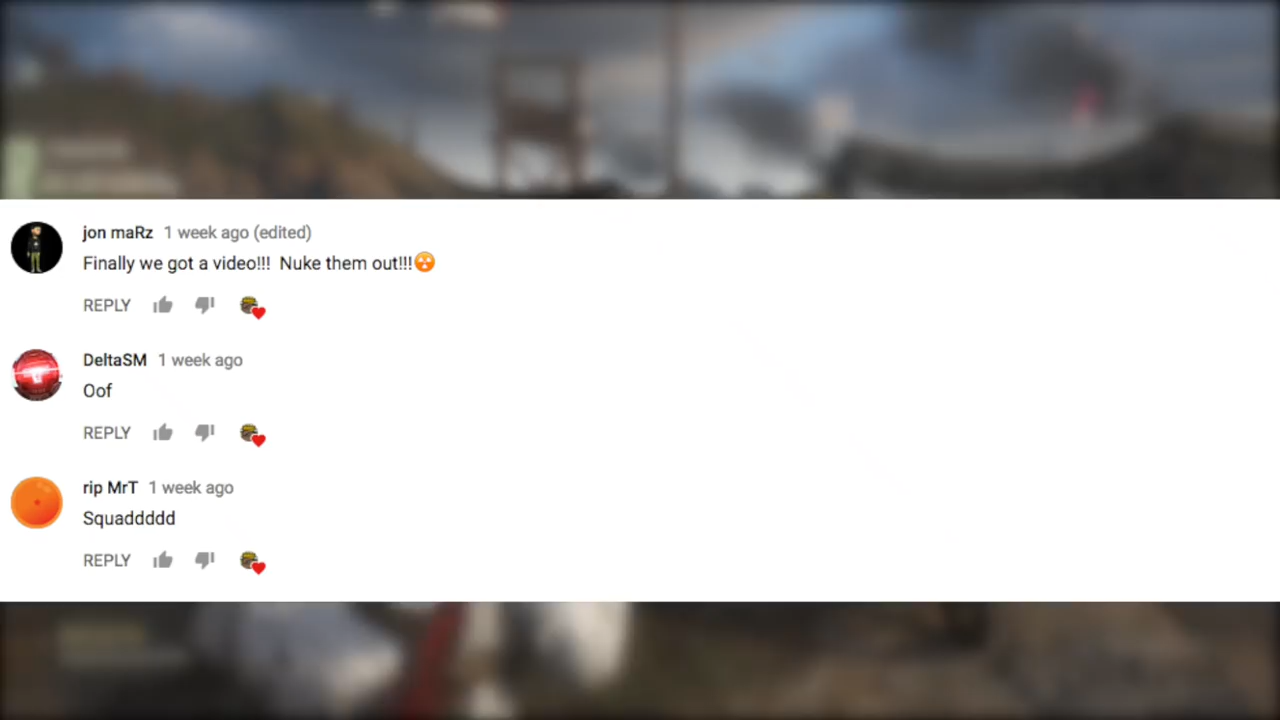 jon maRz 1 week ago (edited)
Finally we got a video!!! Nuke them out!!!☢️
REPLY
DeltaSM 1 week ago
Oof
REPLY
rip MrT 1 week ago
Squaddddd
REPLY